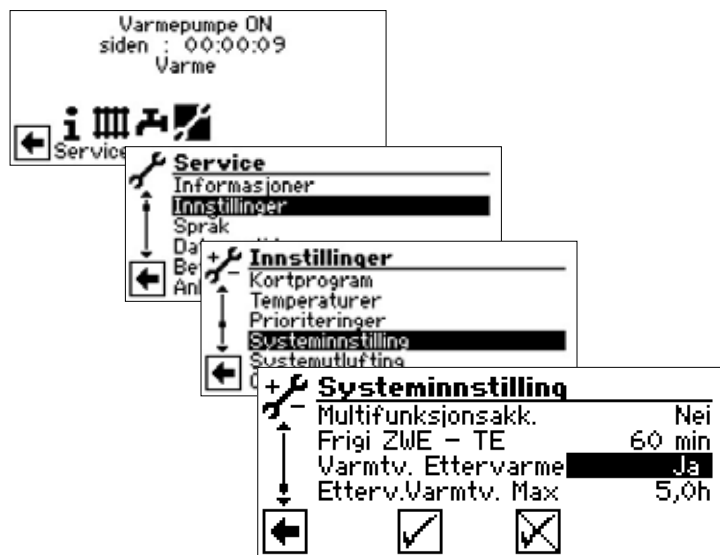 Varmepumpe ON
siden : 00:00:09
Varme
Service
Service
Informasjoner
Innstillinger
Språk
Innstillinger
Kortprogram
Temperaturer
Prioriteringer
Systeminnstilling
Systemutlufting
Systeminnstilling
Multifunksjonsakk. Nei
Frigi ZWE - TE 60 min
Varmtv. Ettervarme Ja
Etterv.Varmtv. Max 5,0h